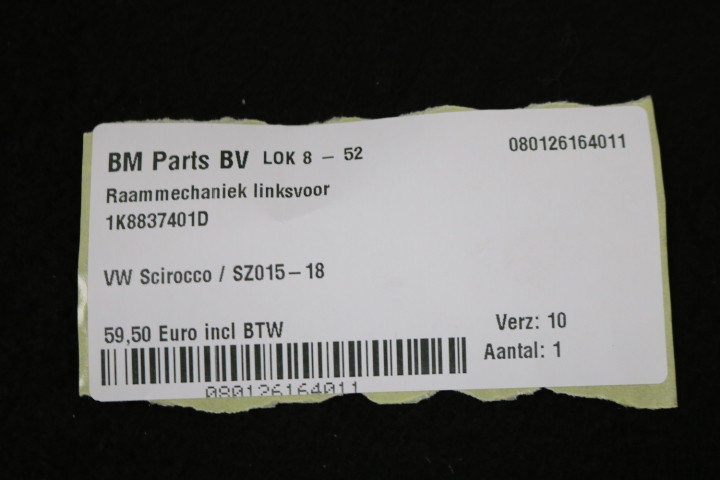 BM Parts BV LOK 8 - 52
080126164011
Raammechaniek linksvoor
1K8837401D
VW Scirocco / SZ015-18
59,50 Euro incl BTW
Verz: 10
Aantal: 1
080126164011